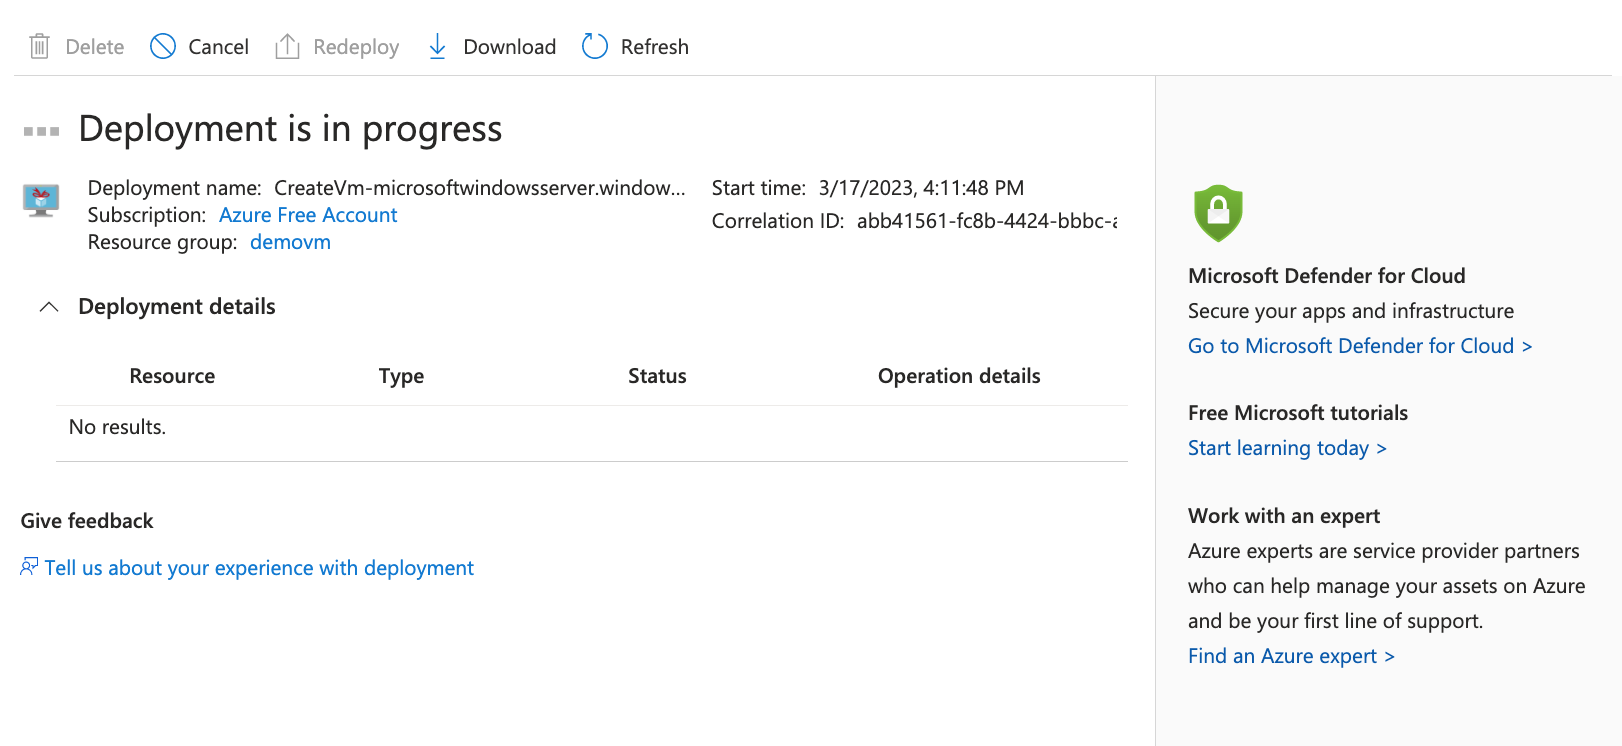 Delete Cancel Redeploy Download Refresh
Deployment is in progress
Deployment name: CreateVm-microsoftwindowsserver.window...
Subscription: Azure Free Account
Resource group: demovm
Start time: 3/17/2023, 4:11:48 PM
Correlation ID: abb41561-fc8b-4424-bbbc-a
Deployment details
Resource Type Status Operation details
No results.
Give feedback
Tell us about your experience with deployment
Microsoft Defender for Cloud
Secure your apps and infrastructure
Go to Microsoft Defender for Cloud >
Free Microsoft tutorials
Start learning today >
Work with an expert
Azure experts are service provider partners
who can help manage your assets on Azure
and be your first line of support.
Find an Azure expert >